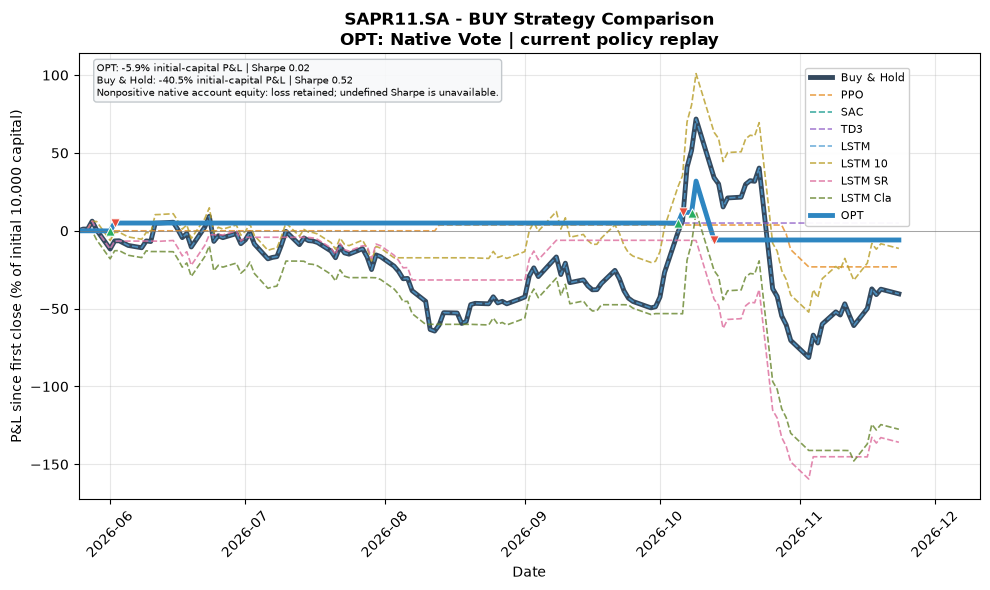 SAPR11.SA - BUY Strategy Comparison
OPT: Native Vote | current policy replay
OPT: -5.9% initial-capital P&L | Sharpe 0.02
Buy & Hold: -40.5% initial-capital P&L | Sharpe 0.52
Nonpositive native account equity: loss retained; undefined Sharpe is unavailable.
Buy & Hold
PPO
SAC
TD3
LSTM
LSTM 10
LSTM SR
LSTM Cla
OPT
P&L since first close (% of initial 10,000 capital)
100
50
0
−50
−100
−150
2026-06
2026-07
2026-08
2026-09
2026-10
2026-11
2026-12
Date